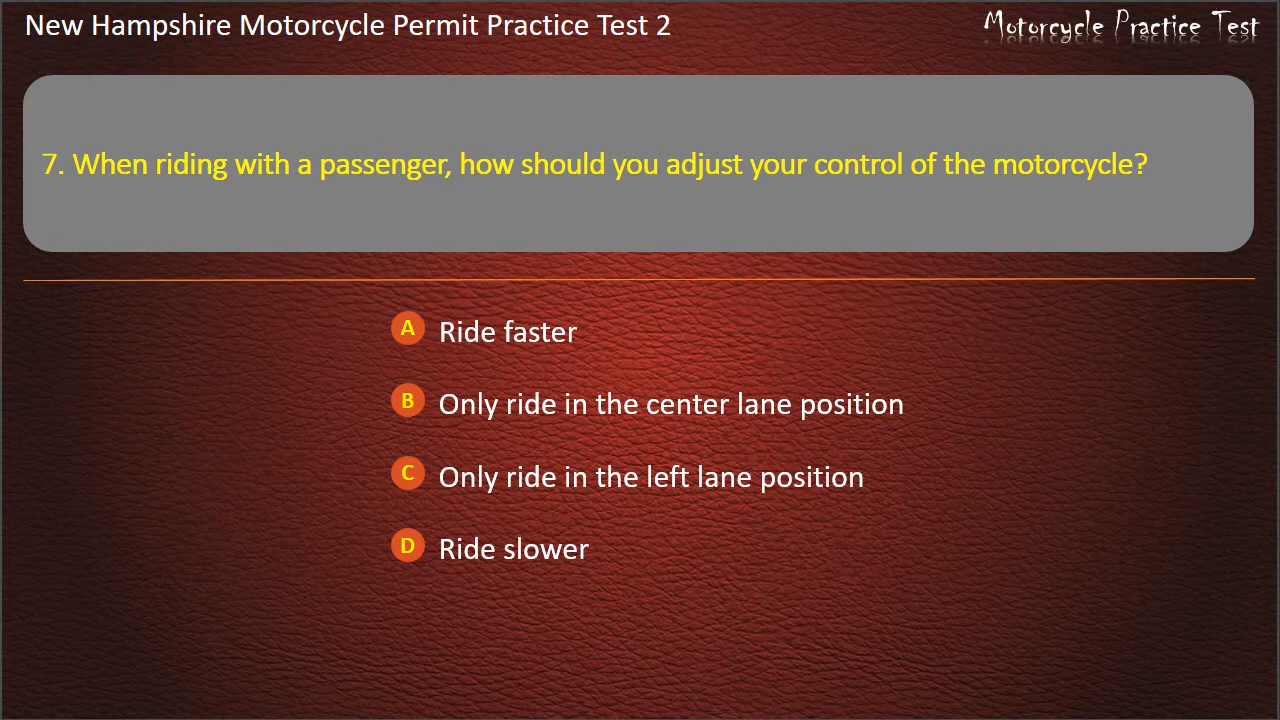 New Hampshire Motorcycle Permit Practice Test 2
Motorcycle Practice Test
7. When riding with a passenger, how should you adjust your control of the motorcycle?
A Ride faster
B Only ride in the center lane position
C Only ride in the left lane position
D Ride slower